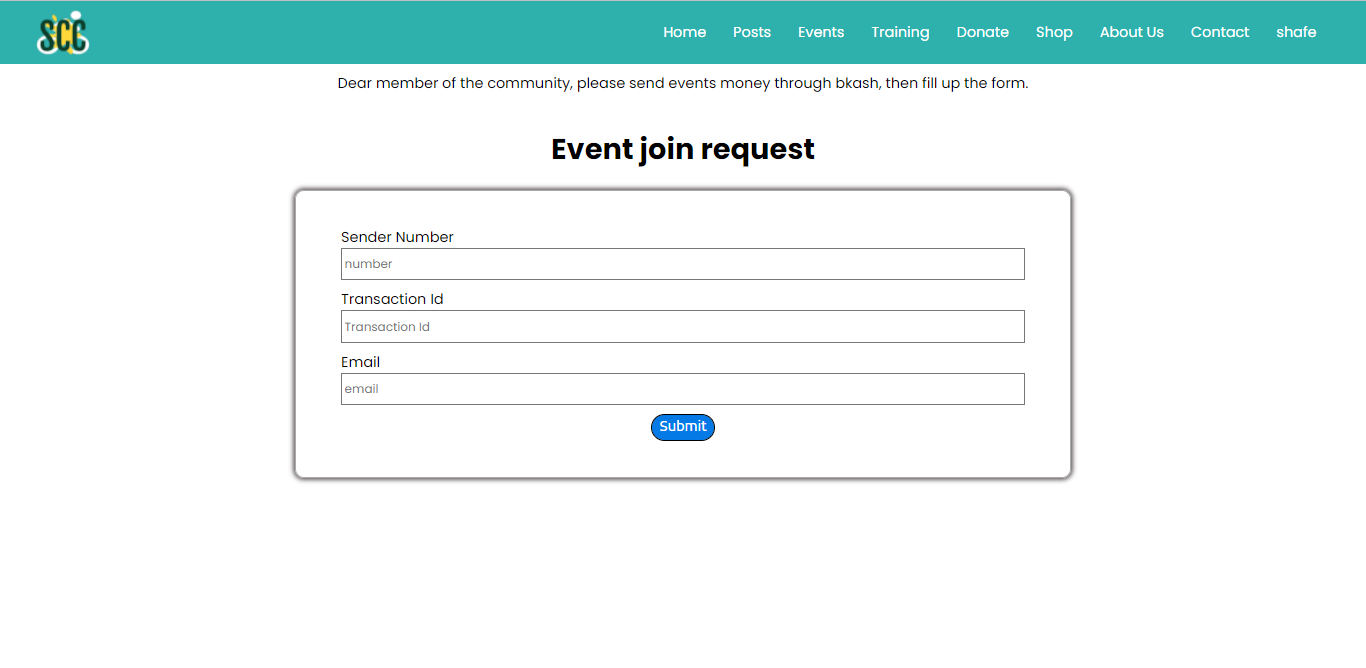 SCC
Home Posts Events Training Donate Shop About Us Contact shafe
Dear member of the community, please send events money through bkash, then fill up the form.
Event join request
Sender Number
number
Transaction Id
Transaction Id
Email
email
Submit